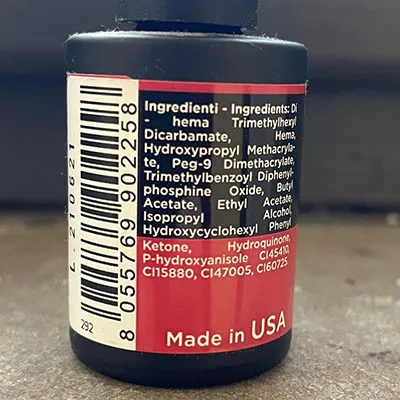 Ingredienti - Ingredients: Di
- hema Trimethylhexyl
Dicarbamate, Hema,
Hydroxypropyl Methacryla-
te, Peg-9 Dimethacrylate,
Trimethylbenzoyl Diphenyl-
phosphine Oxide, Butyl
Acetate, Ethyl Acetate,
Isopropyl Alcohol,
Hydroxycyclohexyl Phenyl
Ketone, Hydroquinone,
P-hydroxyanisole CI45410,
CI15880, CI47005, CI60725.
Made in USA
L. 210621
8 055769 902258
292